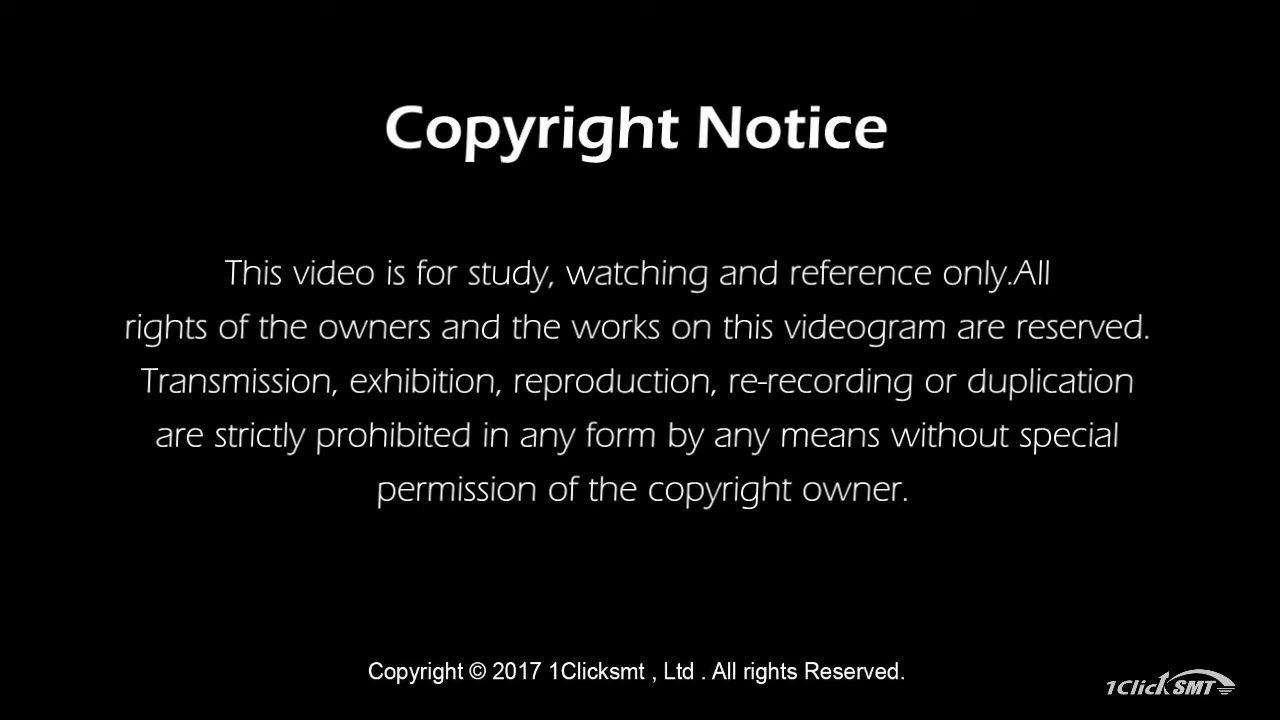 Copyright Notice
This video is for study, watching and reference only.All
rights of the owners and the works on this videogram are reserved.
Transmission, exhibition, reproduction, re-recording or duplication
are strictly prohibited in any form by any means without special
permission of the copyright owner.
Copyright © 2017 1Clicksmt , Ltd . All rights Reserved.
1Click SMT